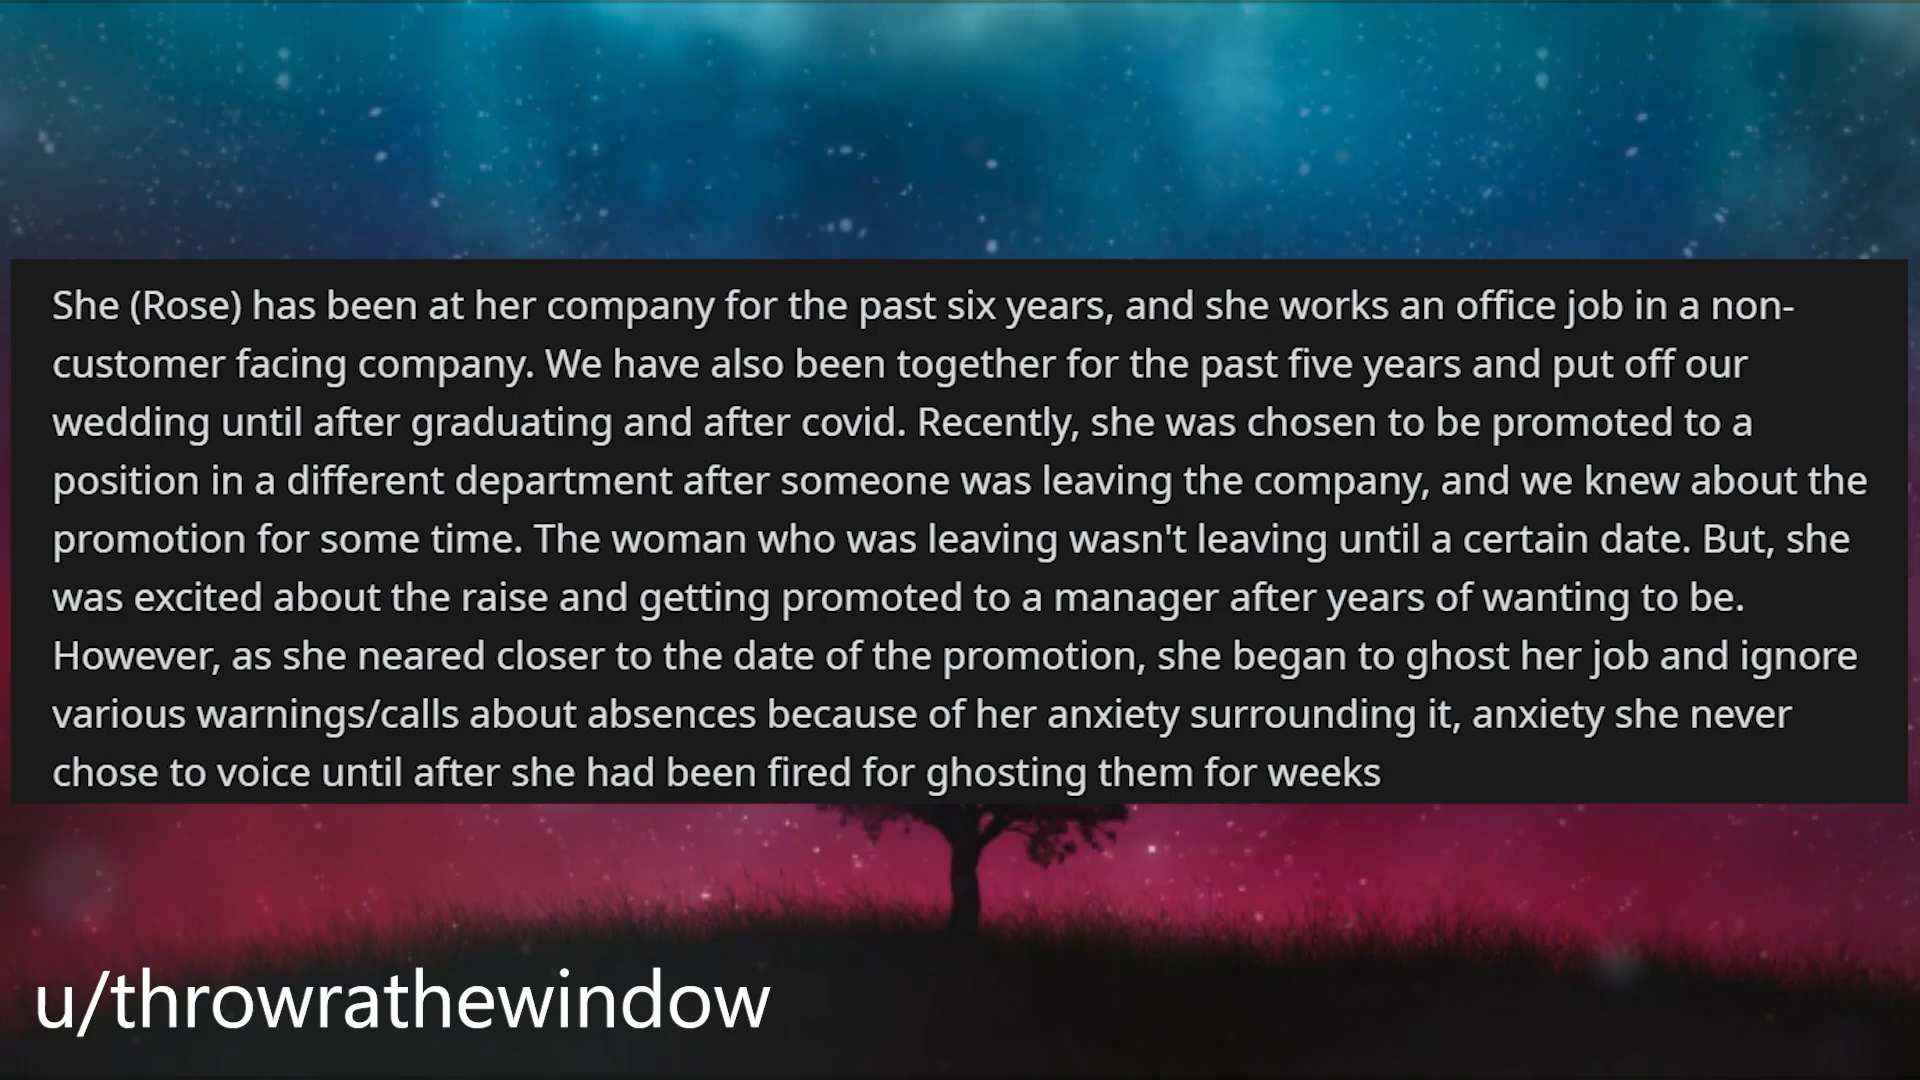 She (Rose) has been at her company for the past six years, and she works an office job in a non-
customer facing company. We have also been together for the past five years and put off our
wedding until after graduating and after covid. Recently, she was chosen to be promoted to a
position in a different department after someone was leaving the company, and we knew about the
promotion for some time. The woman who was leaving wasn't leaving until a certain date. But, she
was excited about the raise and getting promoted to a manager after years of wanting to be.
However, as she neared closer to the date of the promotion, she began to ghost her job and ignore
various warnings/calls about absences because of her anxiety surrounding it, anxiety she never
chose to voice until after she had been fired for ghosting them for weeks
u/throwrathewindow